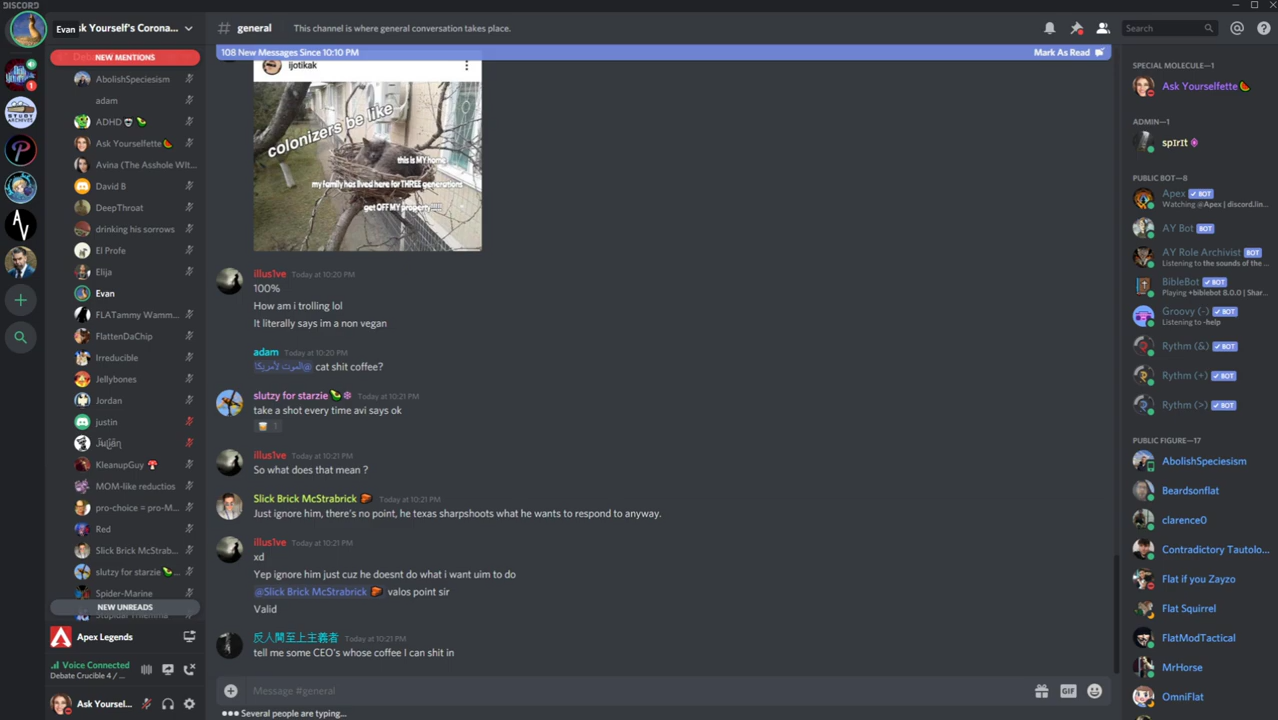 DISCORD
Evan
sk Yourself's Corona...
NEW MENTIONS
AbolishSpeciesism
adam
ADHD
Ask Yourselfette
Avina (The Asshole WIt...
David B
DeepThroat
drinking his sorrows
El Profe
Elija
Evan
FLATammy Wamm...
FlattenDaChip
Irreducible
Jellybones
Jordan
justin
KleanupGuy
MOM-like reductios
pro-choice = pro-M...
Red
Slick Brick McStrab...
slutzy for starzie
Spider-Marine
NEW UNREADS
Apex Legends
Voice Connected
Debate Crucible 4 / ...
Ask Yoursel...
1
# general
This channel is where general conversation takes place.
Search
108 New Messages Since 10:10 PM
Mark As Read
ijotikak
colonizers be like
this is MY home
my family has lived here for THREE generations
get OFF MY property!!!!!
illus1ve Today at 10:20 PM
100%
How am i trolling lol
It literally says im a non vegan
adam Today at 10:20 PM
@الموت لأمريكا cat shit coffee?
slutzy for starzie Today at 10:21 PM
take a shot every time avi says ok
1
illus1ve Today at 10:21 PM
So what does that mean ?
Slick Brick McStrabrick Today at 10:21 PM
Just ignore him, there's no point, he texas sharpshoots what he wants to respond to anyway.
illus1ve Today at 10:21 PM
xd
Yep ignore him just cuz he doesnt do what i want uim to do
@Slick Brick McStrabrick valos point sir
Valid
反人間至上主義者 Today at 10:21 PM
tell me some CEO's whose coffee I can shit in
Message #general
GIF
Several people are typing...
SPECIAL MOLECULE—1
Ask Yourselfette
ADMIN—1
sp1r1t
PUBLIC BOT—8
Apex BOT
Watching @Apex | discord.lin...
AY Bot BOT
AY Role Archivist BOT
Listening to the sounds of the...
BibleBot BOT
Playing +biblebot 8.0.0 | Shar...
Groovy (-) BOT
Listening to -help
Rythm (&) BOT
Rythm (+) BOT
Rythm (>) BOT
PUBLIC FIGURE—17
AbolishSpeciesism
Beardsonflat
clarence0
Contradictory Tautolo...
Flat if you Zayzo
Flat Squirrel
FlatModTactical
MrHorse
OmniFlat